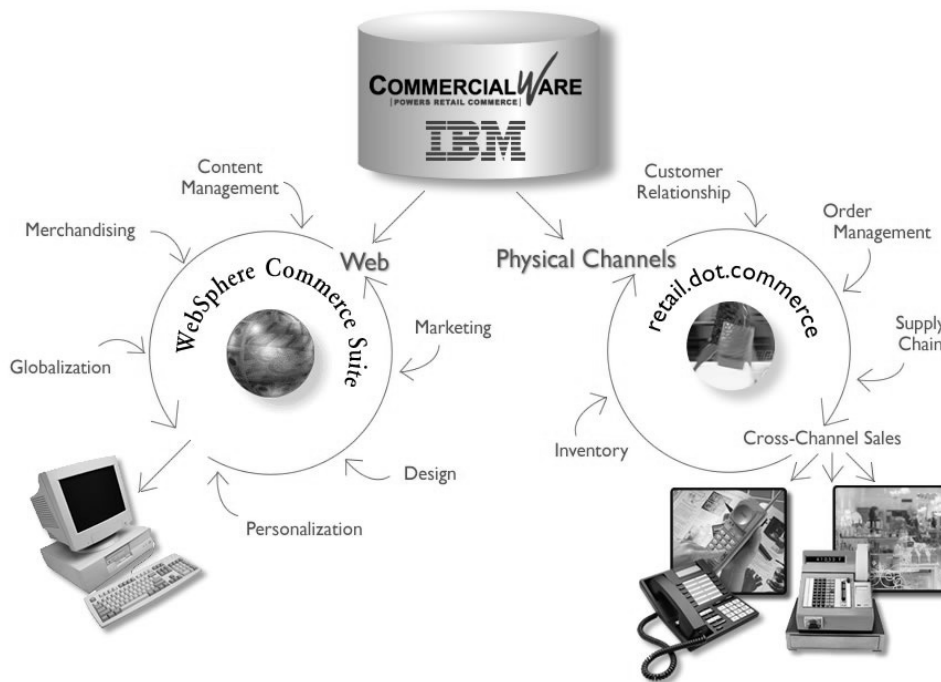 COMMERCIALWARE
|POWERS RETAIL COMMERCE|
IBM
Content
Management
Merchandising
Globalization
Web
WebSphere Commerce Suite
Marketing
Design
Personalization
Physical Channels
Customer
Relationship
Order
Management
retail.dot.commerce
Supply
Chain
Inventory
Cross-Channel Sales